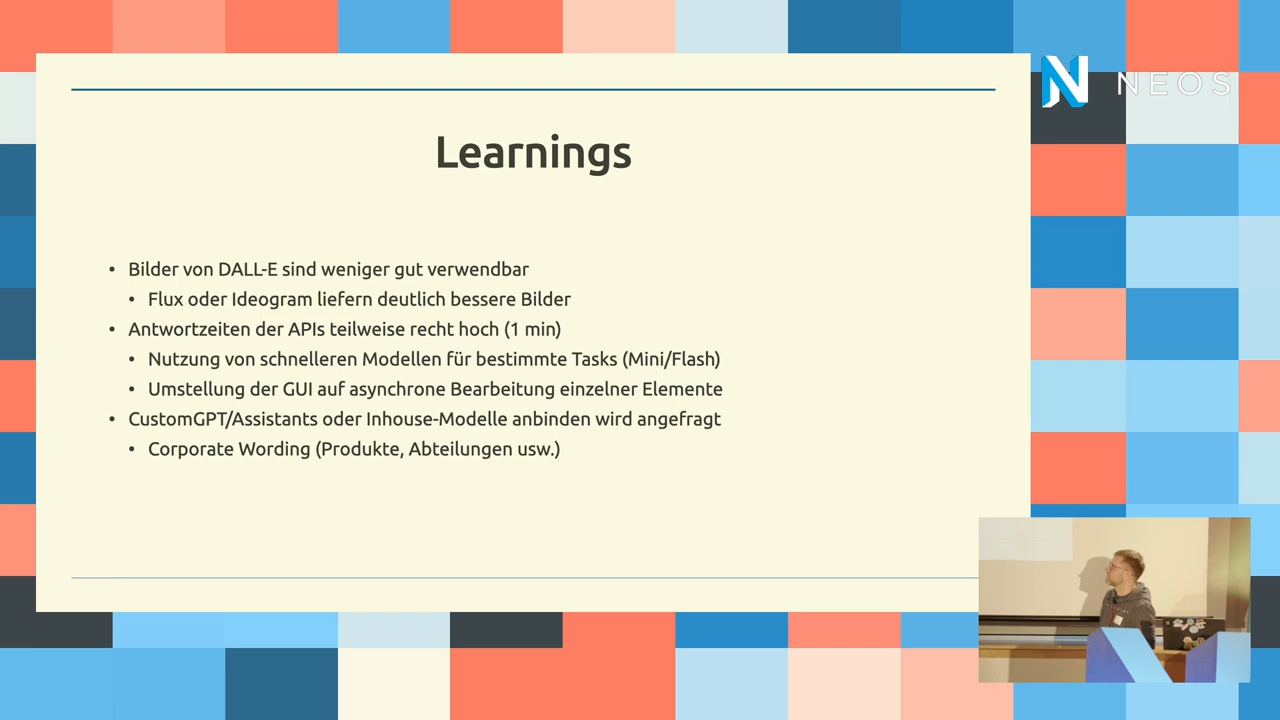 NEOS
Learnings
• Bilder von DALL-E sind weniger gut verwendbar
• Flux oder Ideogram liefern deutlich bessere Bilder
• Antwortzeiten der APIs teilweise recht hoch (1 min)
• Nutzung von schnelleren Modellen für bestimmte Tasks (Mini/Flash)
• Umstellung der GUI auf asynchrone Bearbeitung einzelner Elemente
• CustomGPT/Assistants oder Inhouse-Modelle anbinden wird angefragt
• Corporate Wording (Produkte, Abteilungen usw.)